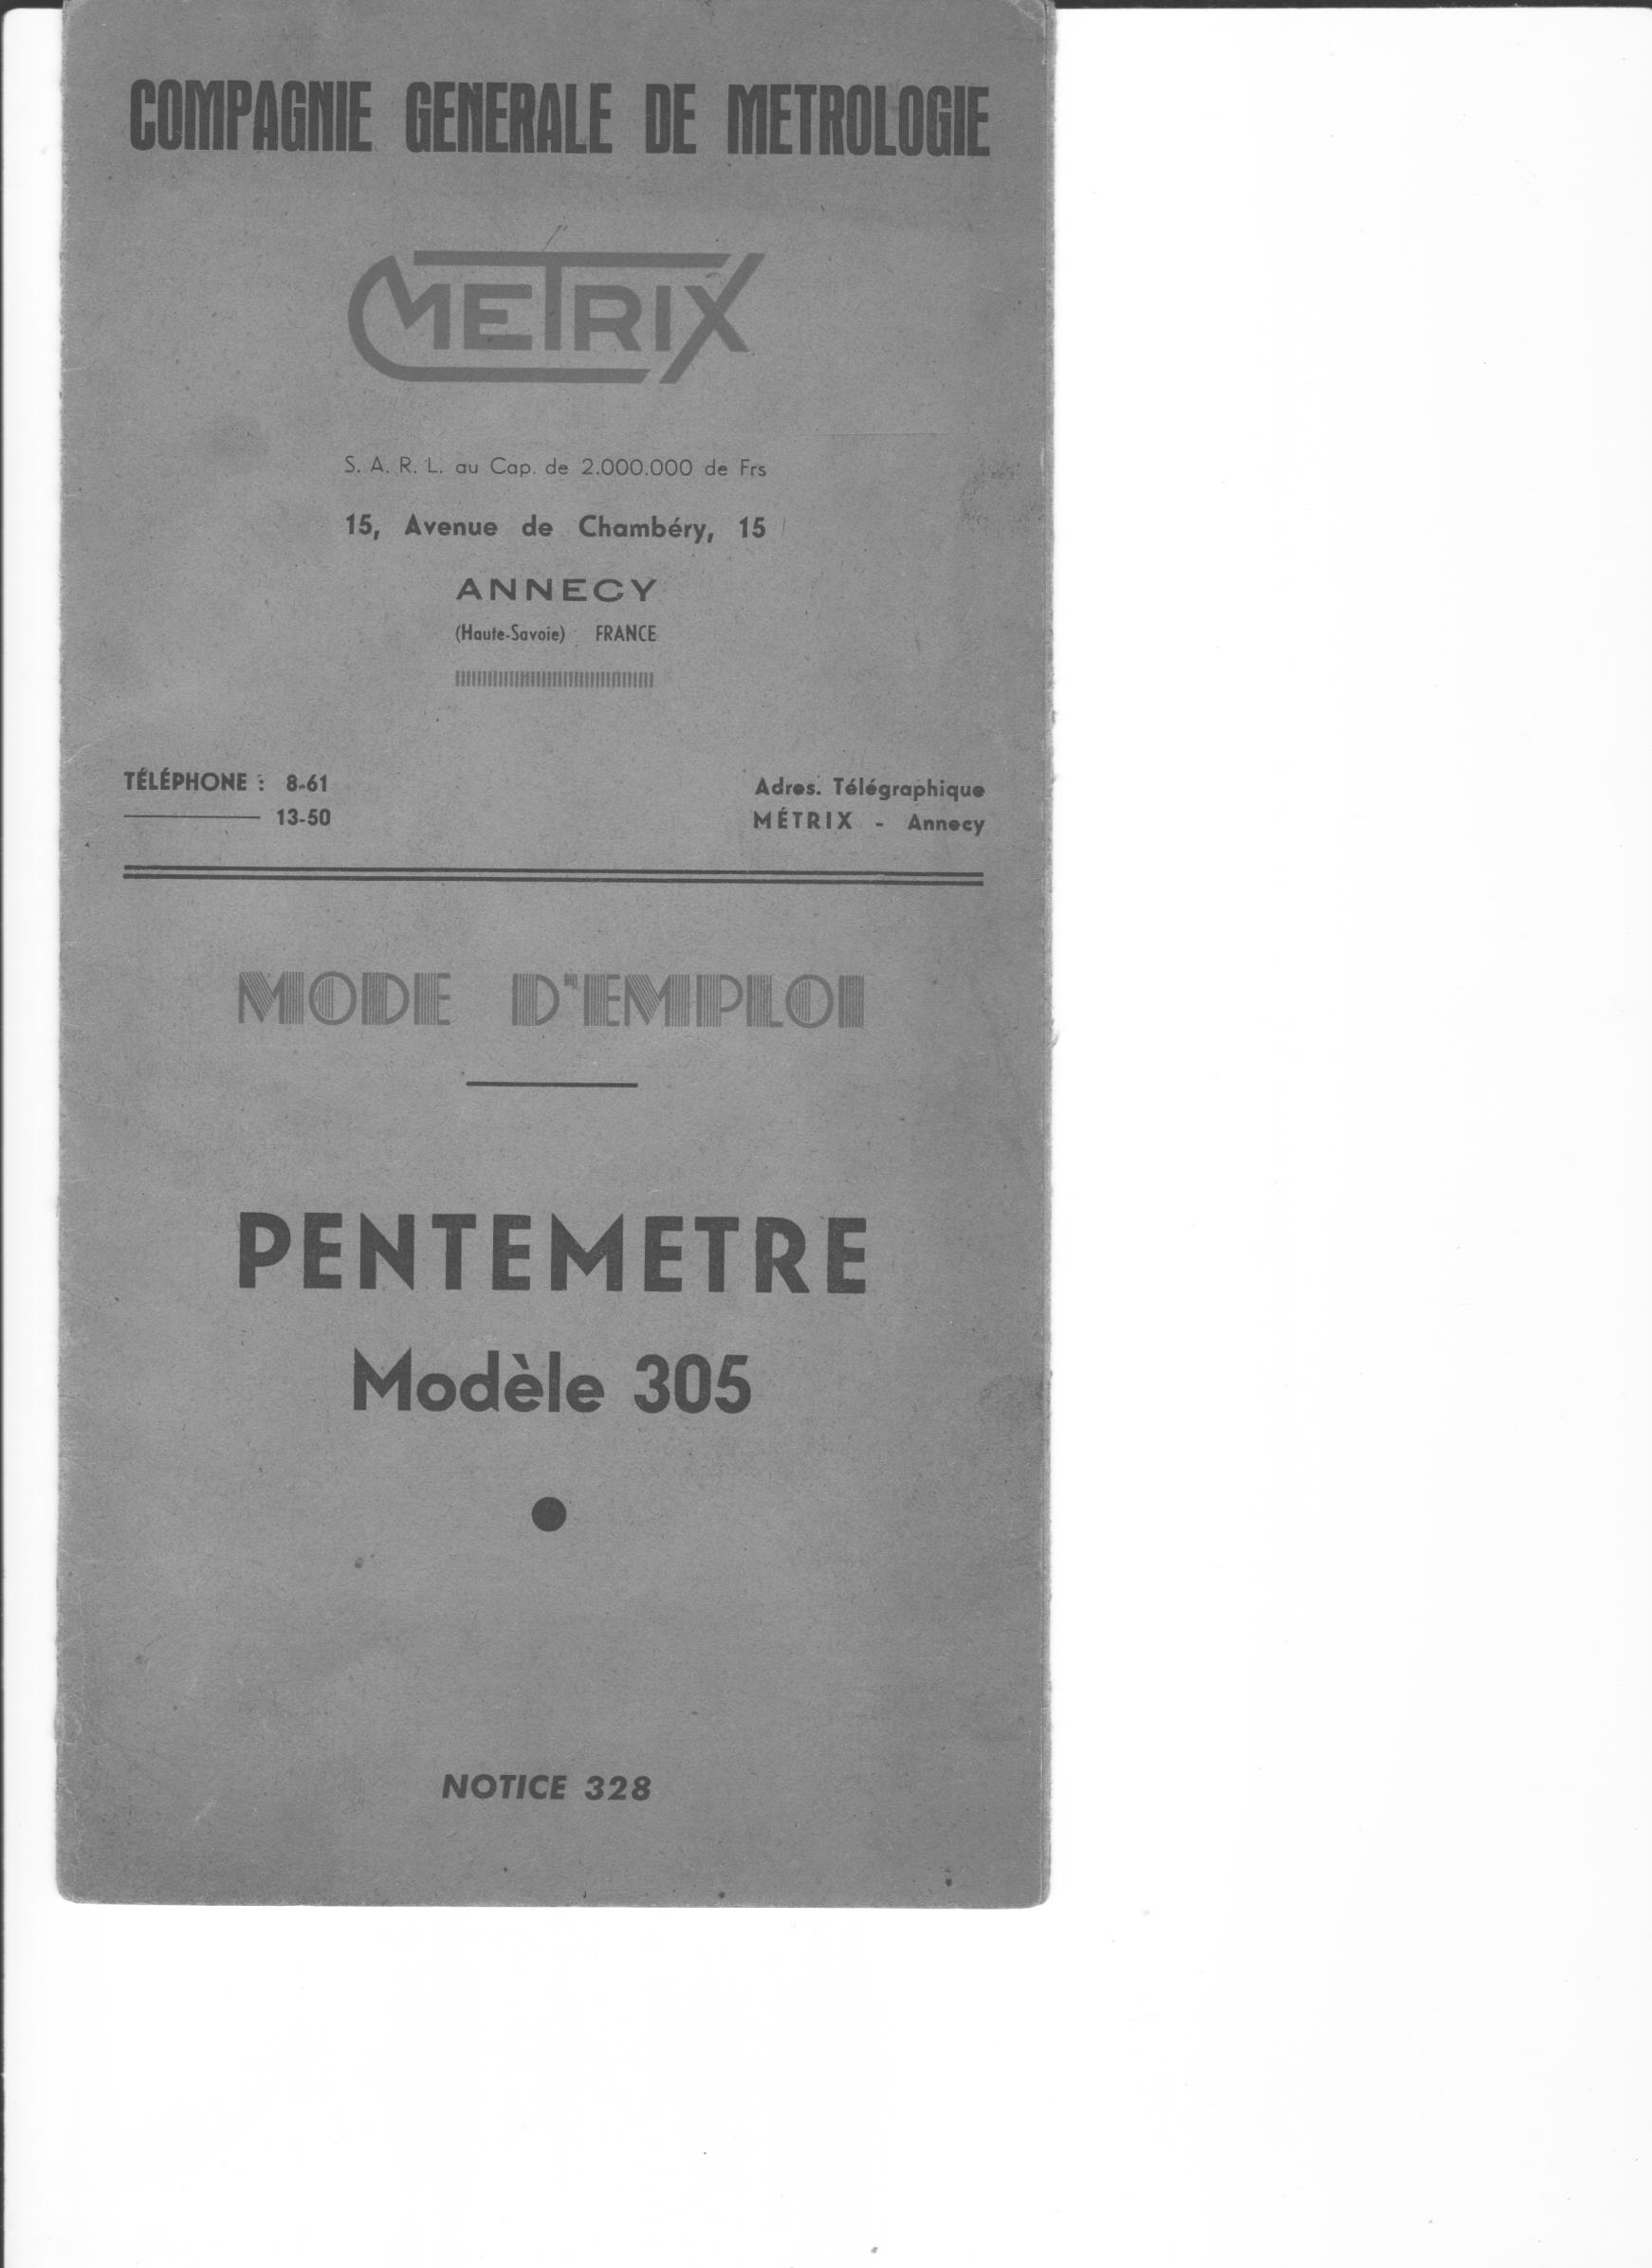 COMPAGNIE GENERALE DE METROLOGIE
METRIX
S. A. R. L. au Cap. de 2.000.000 de Frs
15, Avenue de Chambéry, 15
ANNECY
(Haute-Savoie) FRANCE
TÉLÉPHONE : 8-61
13-50
Adres. Télégraphique
MÉTRIX - Annecy
MODE D'EMPLOI
PENTEMETRE
Modèle 305
NOTICE 328